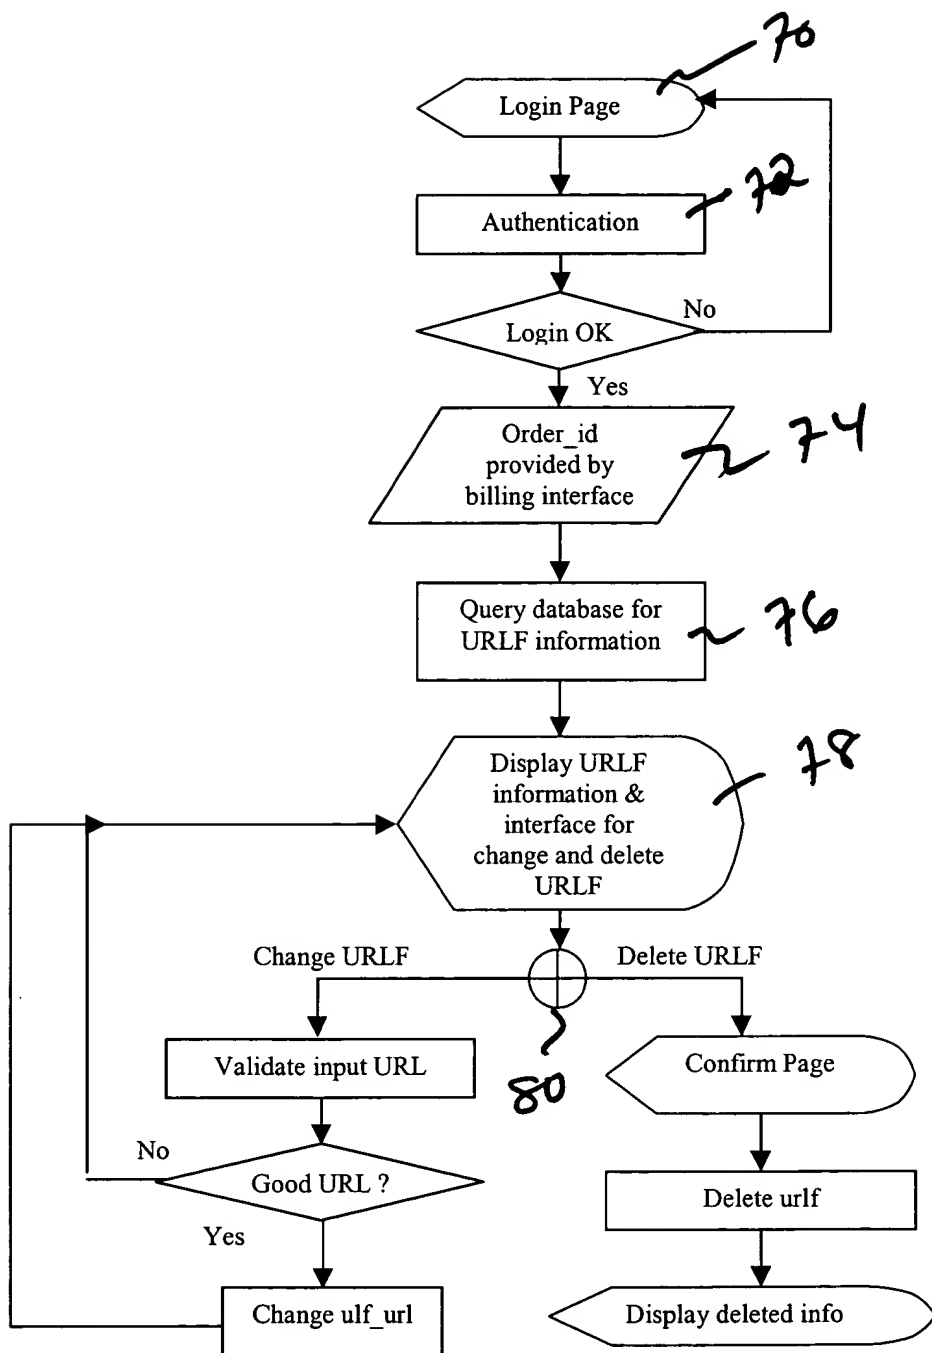 70
Login Page
72
Authentication
No
Login OK
Yes
Order_id
provided by
billing interface
74
Query database for
URLF information
76
Display URLF
information &
interface for
change and delete
URLF
78
Change URLF
Delete URLF
80
Validate input URL
Confirm Page
No
Good URL ?
Delete urlf
Yes
Change ulf_url
Display deleted info